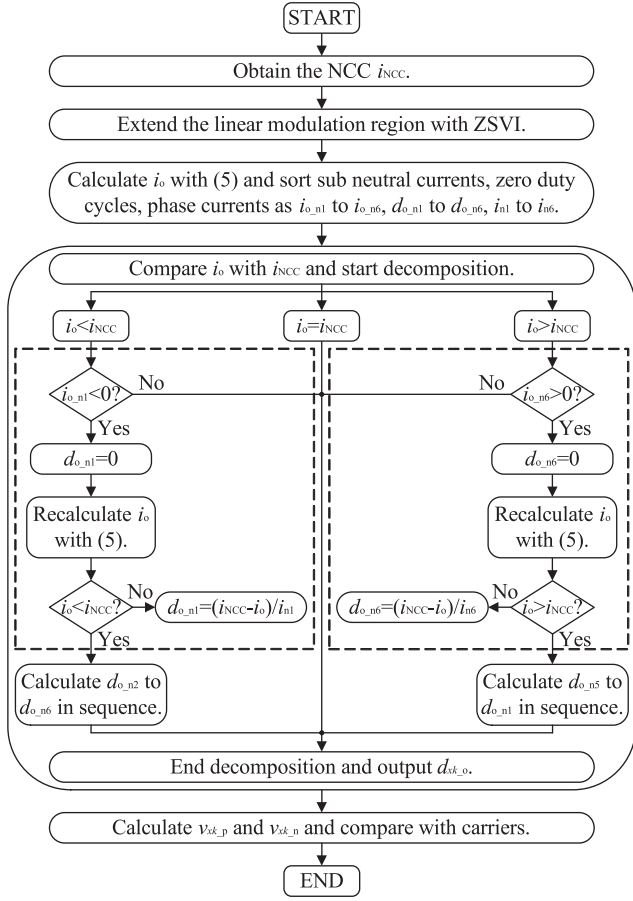 START
Obtain the NCC iNCC.
Extend the linear modulation region with ZSVI.
Calculate io with (5) and sort sub neutral currents, zero duty
cycles, phase currents as io_n1 to io_n6, do_n1 to do_n6, in1 to in6.
Compare io with iNCC and start decomposition.
io<iNCC
io=iNCC
io>iNCC
io_n1<0?
No
Yes
do_n1=0
Recalculate io
with (5).
io<iNCC?
No
do_n1=(iNCC-io)/in1
Yes
Calculate do_n2 to
do_n6 in sequence.
No
io_n6>0?
Yes
do_n6=0
Recalculate io
with (5).
do_n6=(iNCC-io)/in6
No
io>iNCC?
Yes
Calculate do_n5 to
do_n1 in sequence.
End decomposition and output dxk_o.
Calculate vxk_p and vxk_n and compare with carriers.
END